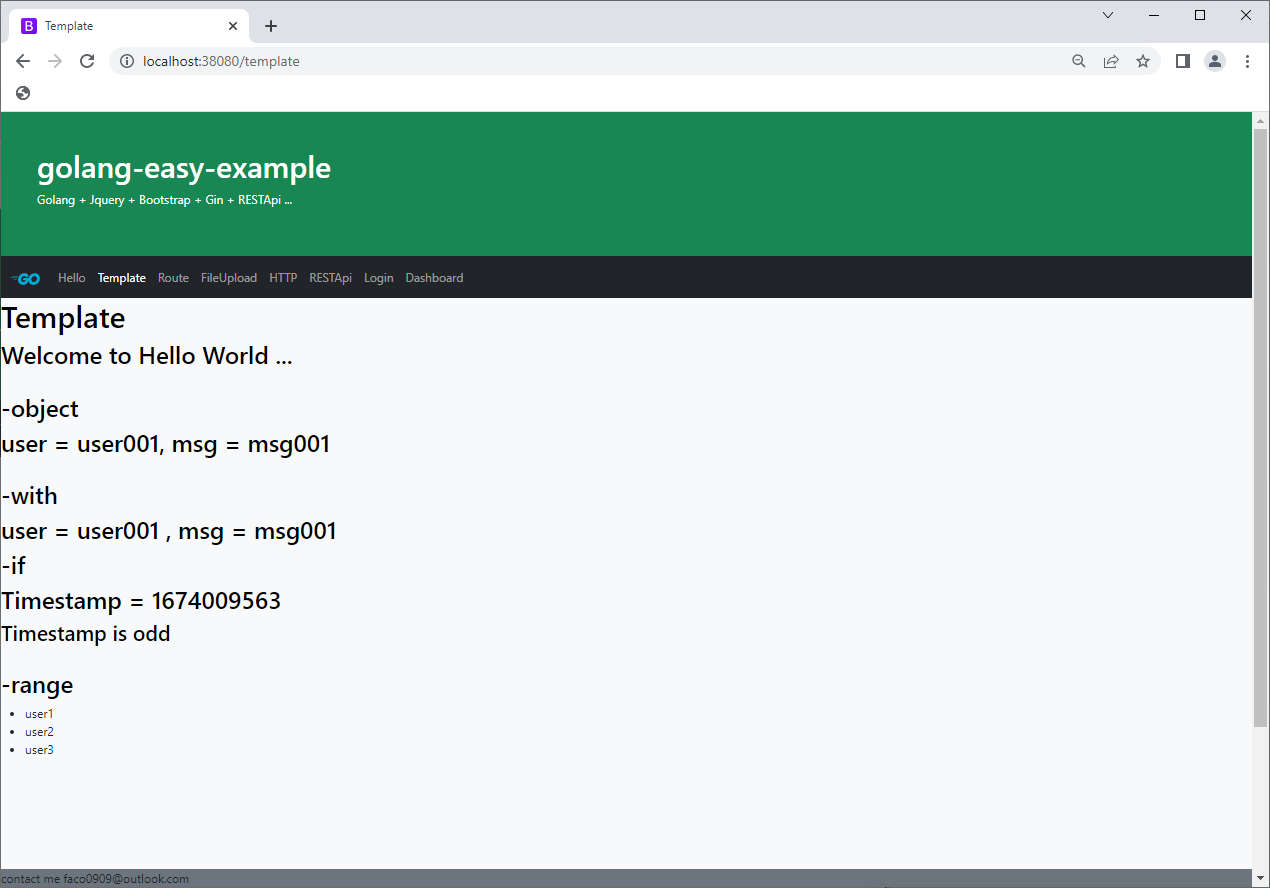 B Template
localhost:38080/template
golang-easy-example
Golang + Jquery + Bootstrap + Gin + RESTApi ...
GO Hello Template Route FileUpload HTTP RESTApi Login Dashboard
Template
Welcome to Hello World ...
-object
user = user001, msg = msg001
-with
user = user001 , msg = msg001
-if
Timestamp = 1674009563
Timestamp is odd
-range
• user1
• user2
• user3
contact me faco0909@outlook.com